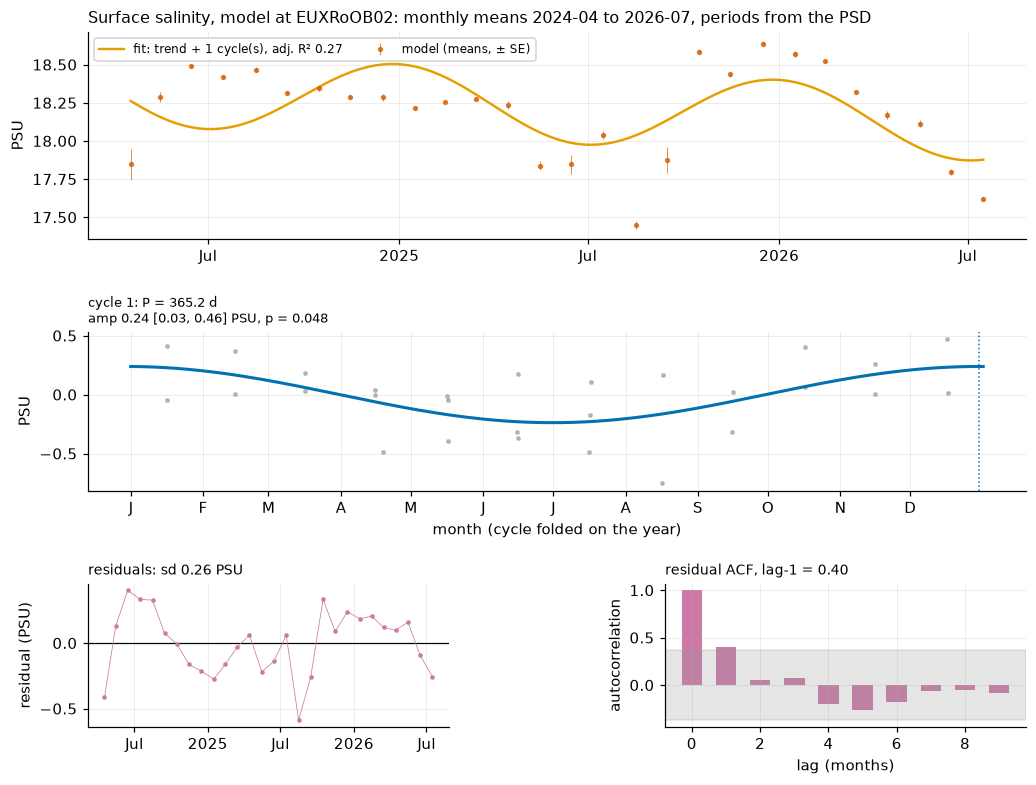 Surface salinity, model at EUXRoOB02: monthly means 2024-04 to 2026-07, periods from the PSD
fit: trend + 1 cycle(s), adj. R² 0.27
model (means, ± SE)
PSU
18.50
18.25
18.00
17.75
17.50
Jul
2025
Jul
2026
Jul
cycle 1: P = 365.2 d
amp 0.24 [0.03, 0.46] PSU, p = 0.048
PSU
0.5
0.0
−0.5
J F M A M J J A S O N D
month (cycle folded on the year)
residuals: sd 0.26 PSU
residual (PSU)
0.0
−0.5
Jul
2025
Jul
2026
Jul
residual ACF, lag-1 = 0.40
autocorrelation
1.0
0.5
0.0
0 2 4 6 8
lag (months)